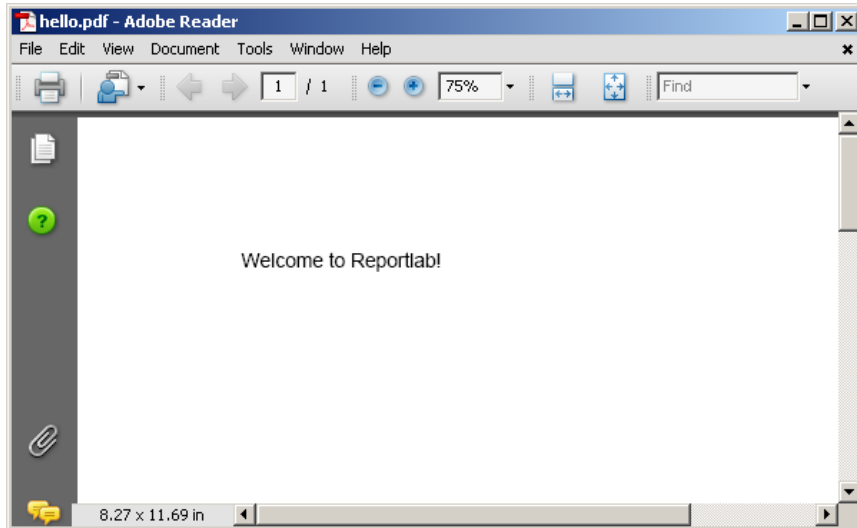 hello.pdf - Adobe Reader
File Edit View Document Tools Window Help
1 / 1 75% Find
?
Welcome to Reportlab!
8.27 x 11.69 in